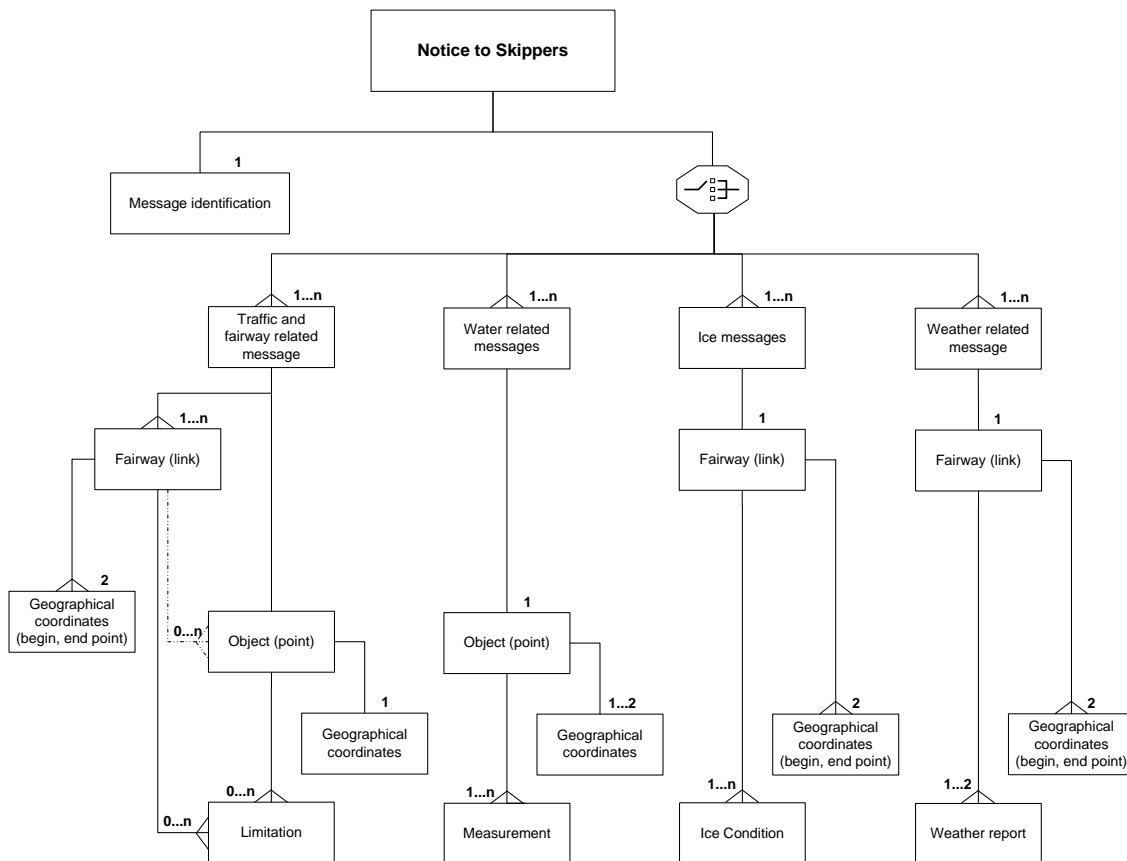 Notice to Skippers
1
Message identification
1...n
1...n
1...n
1...n
Traffic and
fairway related
message
Water related
messages
Ice messages
Weather related
message
1...n
1
1
Fairway (link)
Fairway (link)
Fairway (link)
2
Geographical
coordinates
(begin, end point)
0...n
Object (point)
1
Object (point)
1
Geographical
coordinates
1...2
Geographical
coordinates
2
Geographical
coordinates
(begin, end point)
2
Geographical
coordinates
(begin, end point)
0...n
0...n
Limitation
1...n
Measurement
1...n
Ice Condition
1...2
Weather report